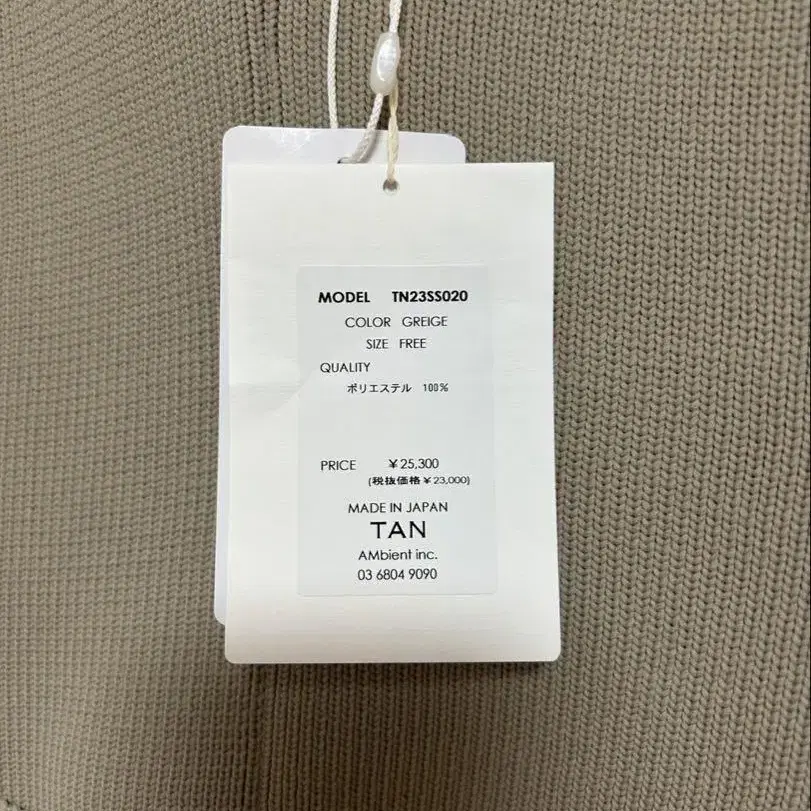 MODEL TN23SS020
COLOR GREIGE
SIZE FREE
QUALITY
ポリエステル 100%
PRICE ¥25,300
(税抜価格¥23,000)
MADE IN JAPAN
TAN
AMbient inc.
03 6804 9090